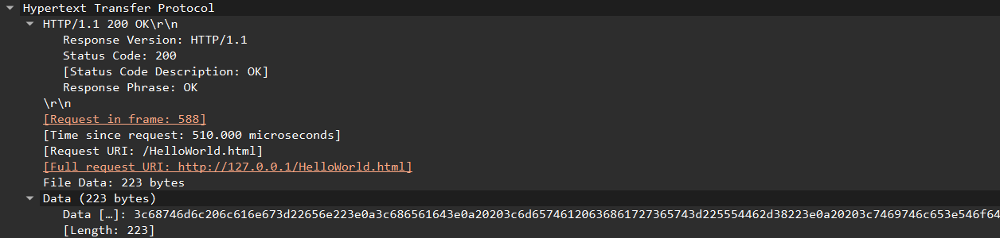 Hypertext Transfer Protocol
HTTP/1.1 200 OK\r\n
Response Version: HTTP/1.1
Status Code: 200
[Status Code Description: OK]
Response Phrase: OK
\r\n
[Request in frame: 588]
[Time since request: 510.000 microseconds]
[Request URI: /HelloWorld.html]
[Full request URI: http://127.0.0.1/HelloWorld.html]
File Data: 223 bytes
Data (223 bytes)
Data […]: 3c68746d6c206c616e673d22656e223e0a3c686561643e0a20203c6d65746120636861727365743d225554462d38223e0a20203c7469746c653e546f64
[Length: 223]